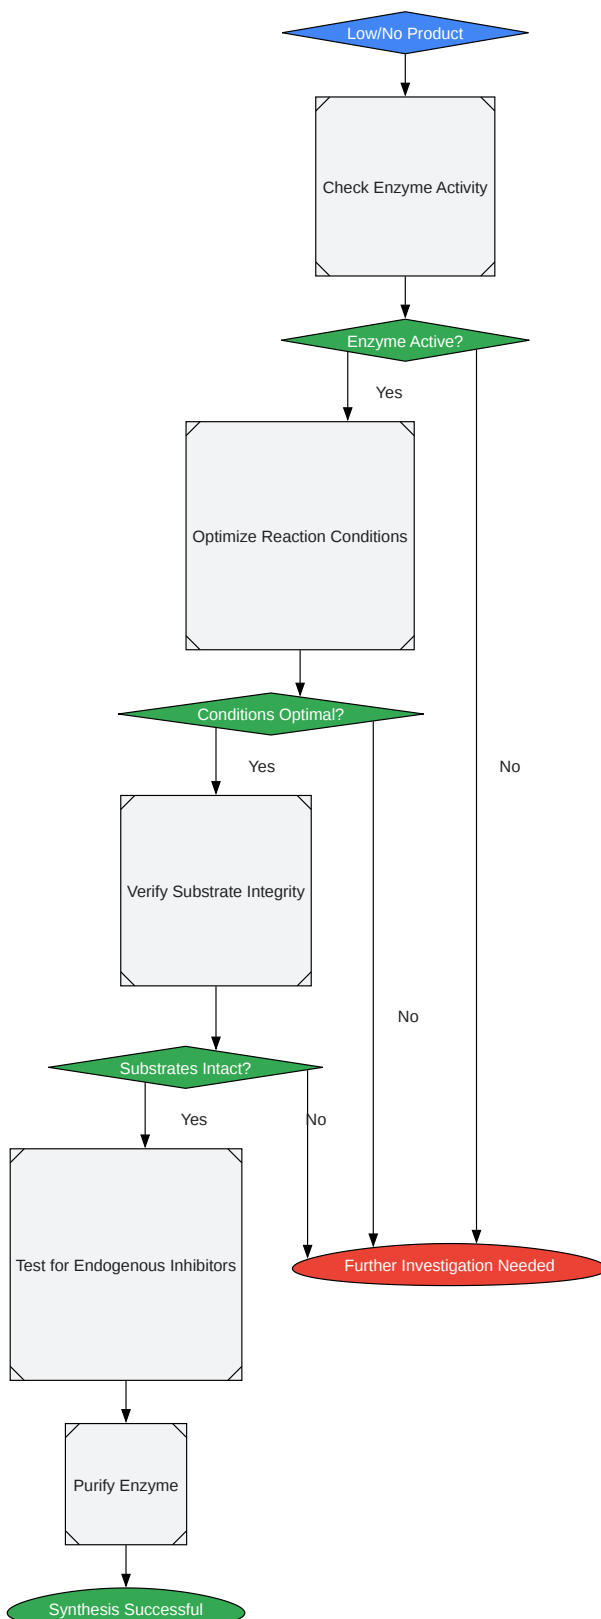 Low/No Product
Check Enzyme Activity
Enzyme Active?
Yes
Optimize Reaction Conditions
Conditions Optimal?
Yes
No
Verify Substrate Integrity
No
Substrates Intact?
Yes
No
Test for Endogenous Inhibitors
Further Investigation Needed
Purify Enzyme
Synthesis Successful